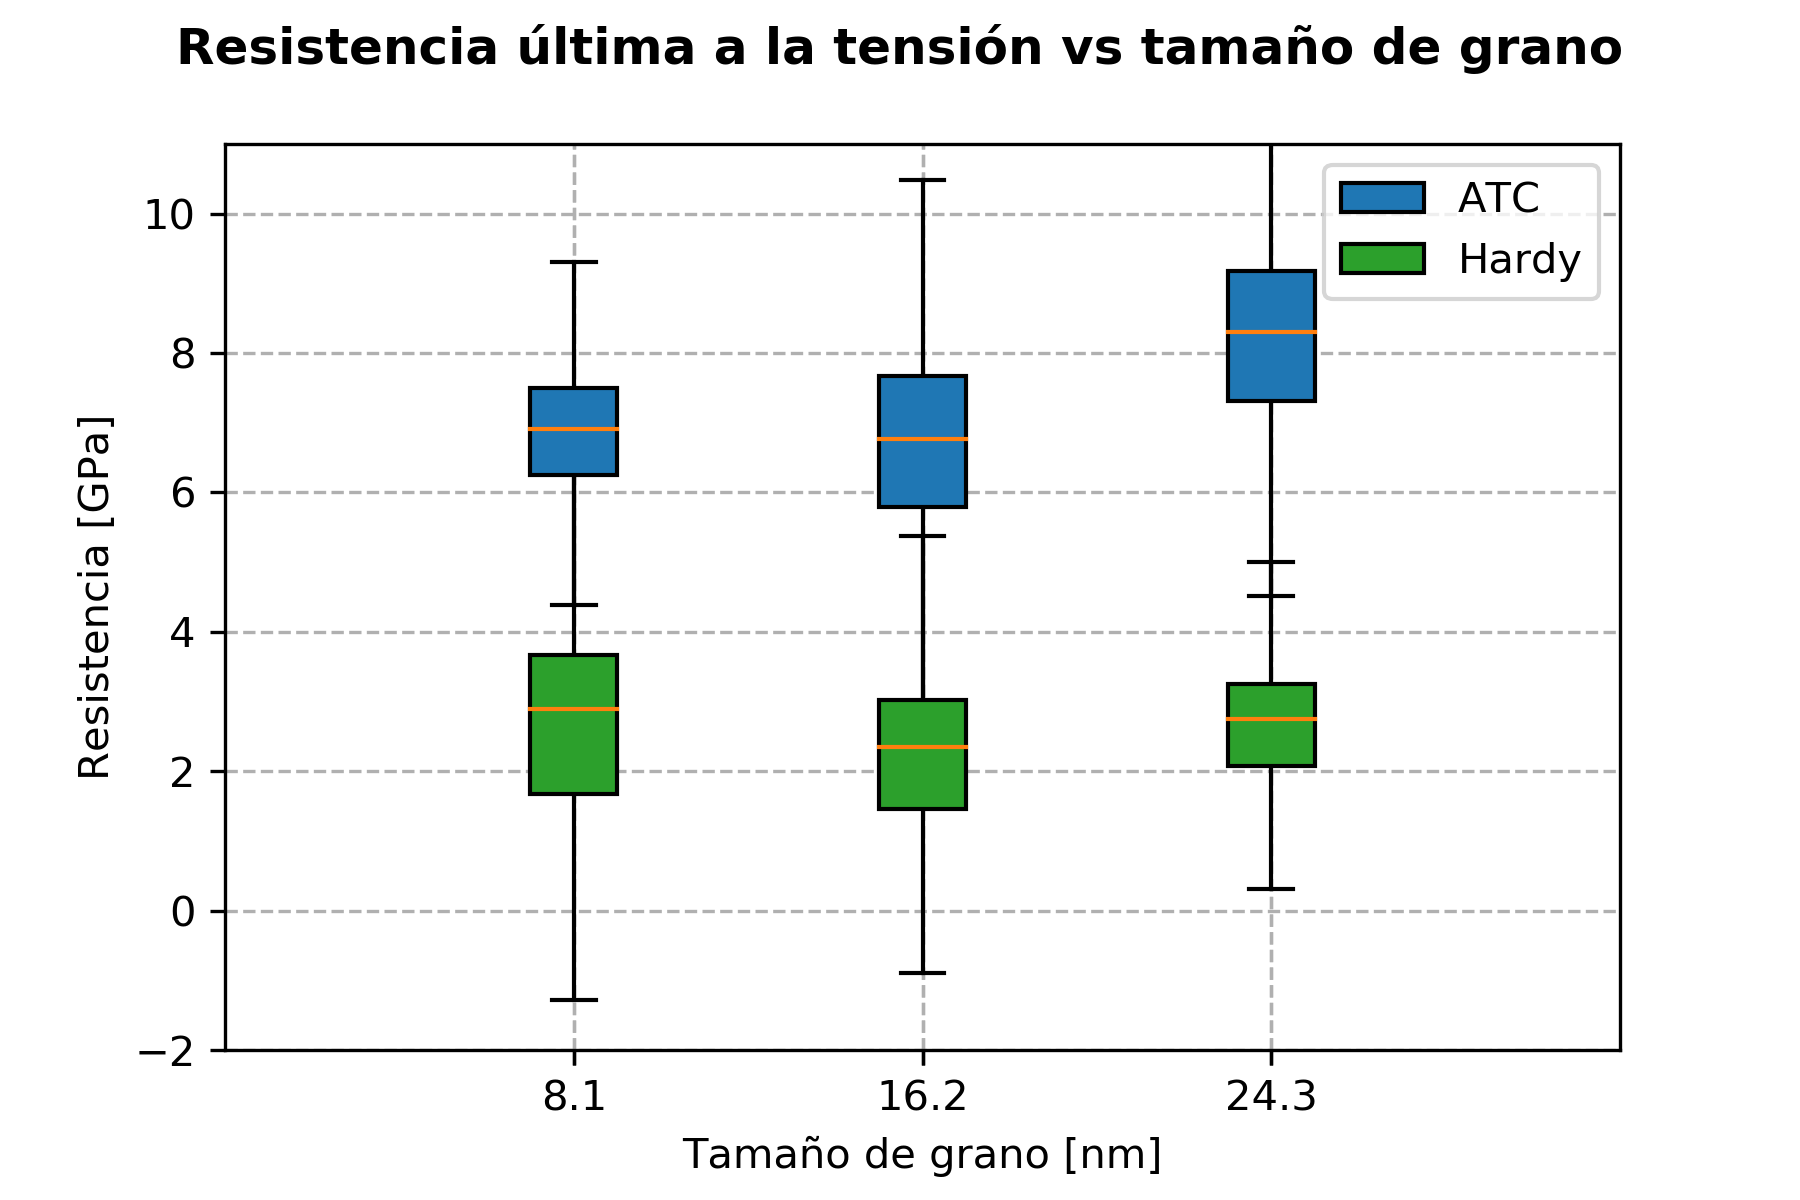 Resistencia última a la tensión vs tamaño de grano
ATC
Hardy
10
8
6
4
2
0
−2
Resistencia [GPa]
8.1 16.2 24.3
Tamaño de grano [nm]